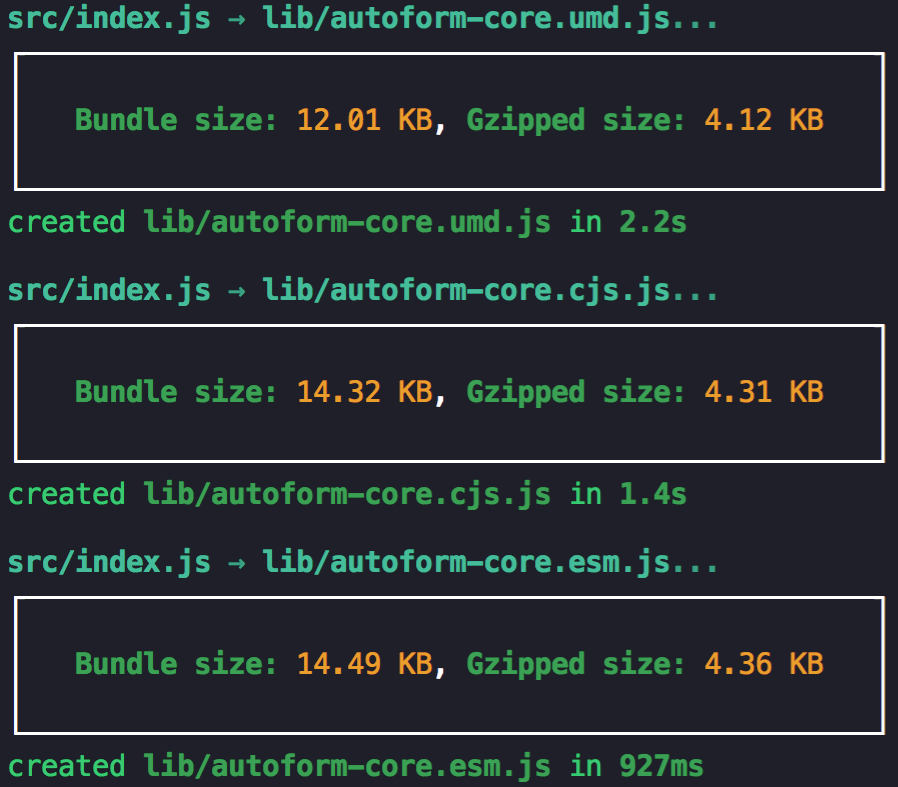 src/index.js → lib/autoform-core.umd.js...
Bundle size: 12.01 KB, Gzipped size: 4.12 KB
created lib/autoform-core.umd.js in 2.2s
src/index.js → lib/autoform-core.cjs.js...
Bundle size: 14.32 KB, Gzipped size: 4.31 KB
created lib/autoform-core.cjs.js in 1.4s
src/index.js → lib/autoform-core.esm.js...
Bundle size: 14.49 KB, Gzipped size: 4.36 KB
created lib/autoform-core.esm.js in 927ms